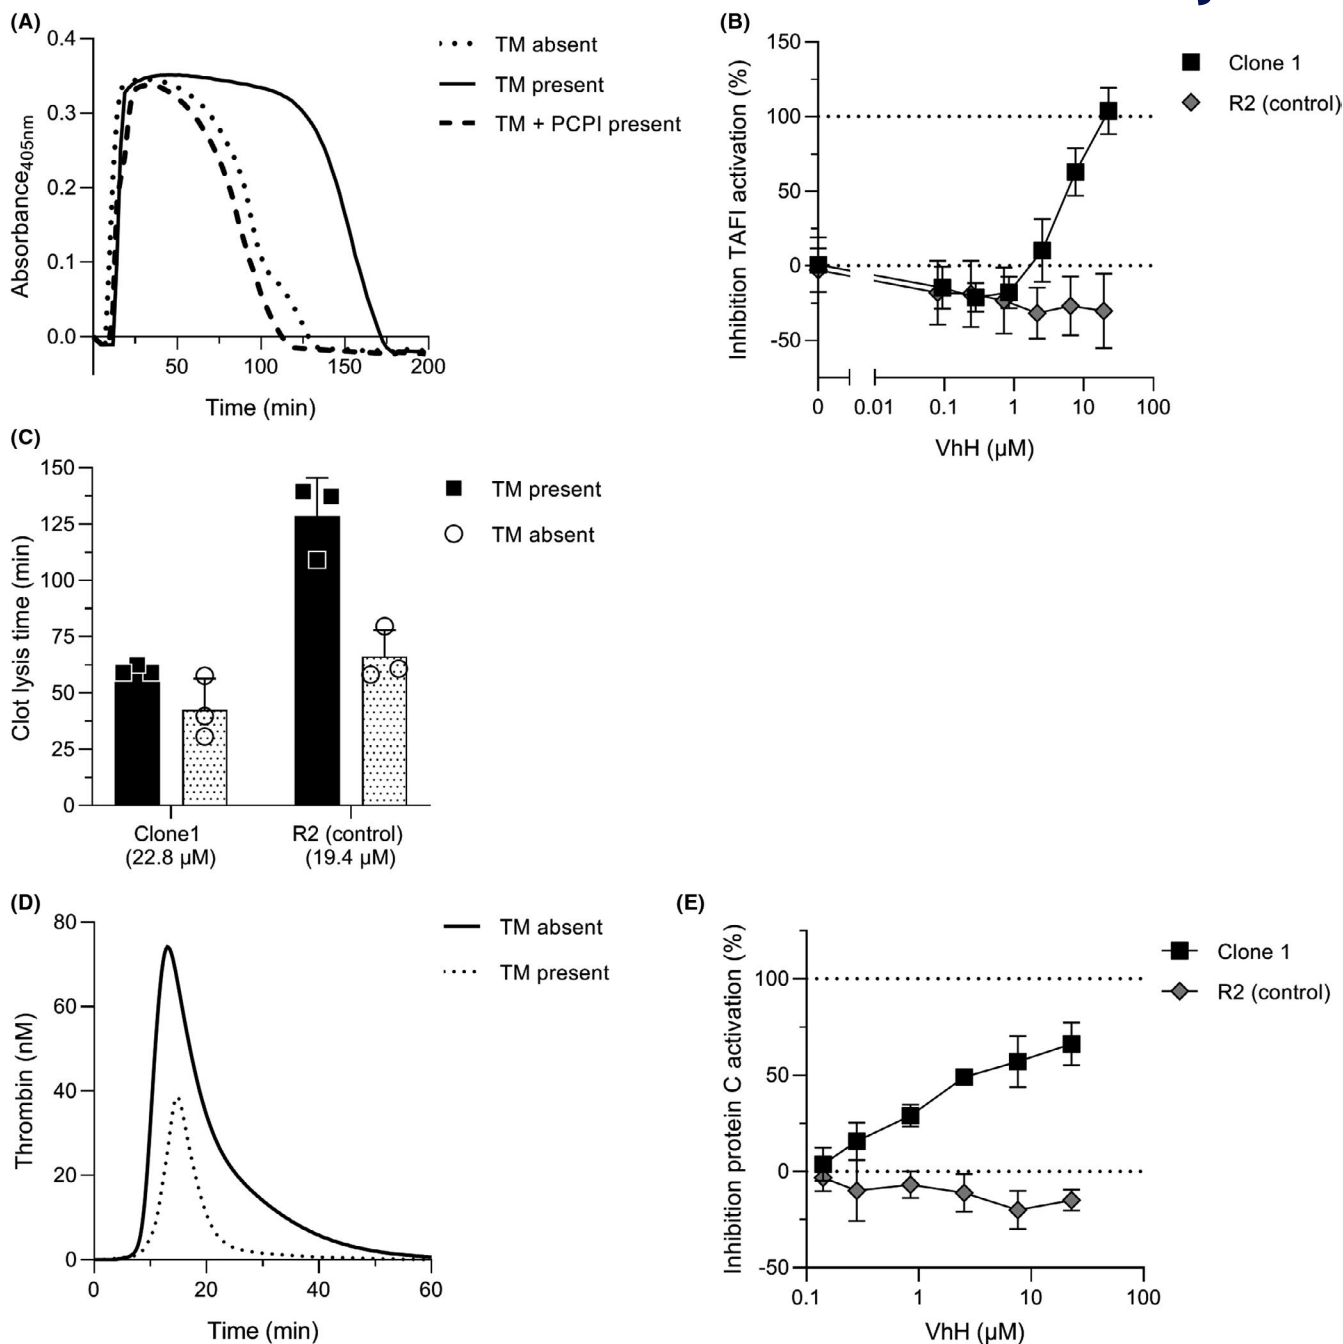 (A)
0.4
0.3
0.2
0.1
0.0
Absorbance405nm
50
100
150
200
Time (min)
TM absent
TM present
TM + PCPI present
(B)
150
100
50
0
-50
Inhibition TAFI activation (%)
0
0.01
0.1
1
10
100
VhH (µM)
Clone 1
R2 (control)
(C)
150
125
100
75
50
25
0
Clot lysis time (min)
Clone1
(22.8 µM)
R2 (control)
(19.4 µM)
TM present
TM absent
(D)
80
60
40
20
0
Thrombin (nM)
0
20
40
60
Time (min)
TM absent
TM present
(E)
100
50
0
-50
Inhibition protein C activation (%)
0.1
1
10
100
VhH (µM)
Clone 1
R2 (control)